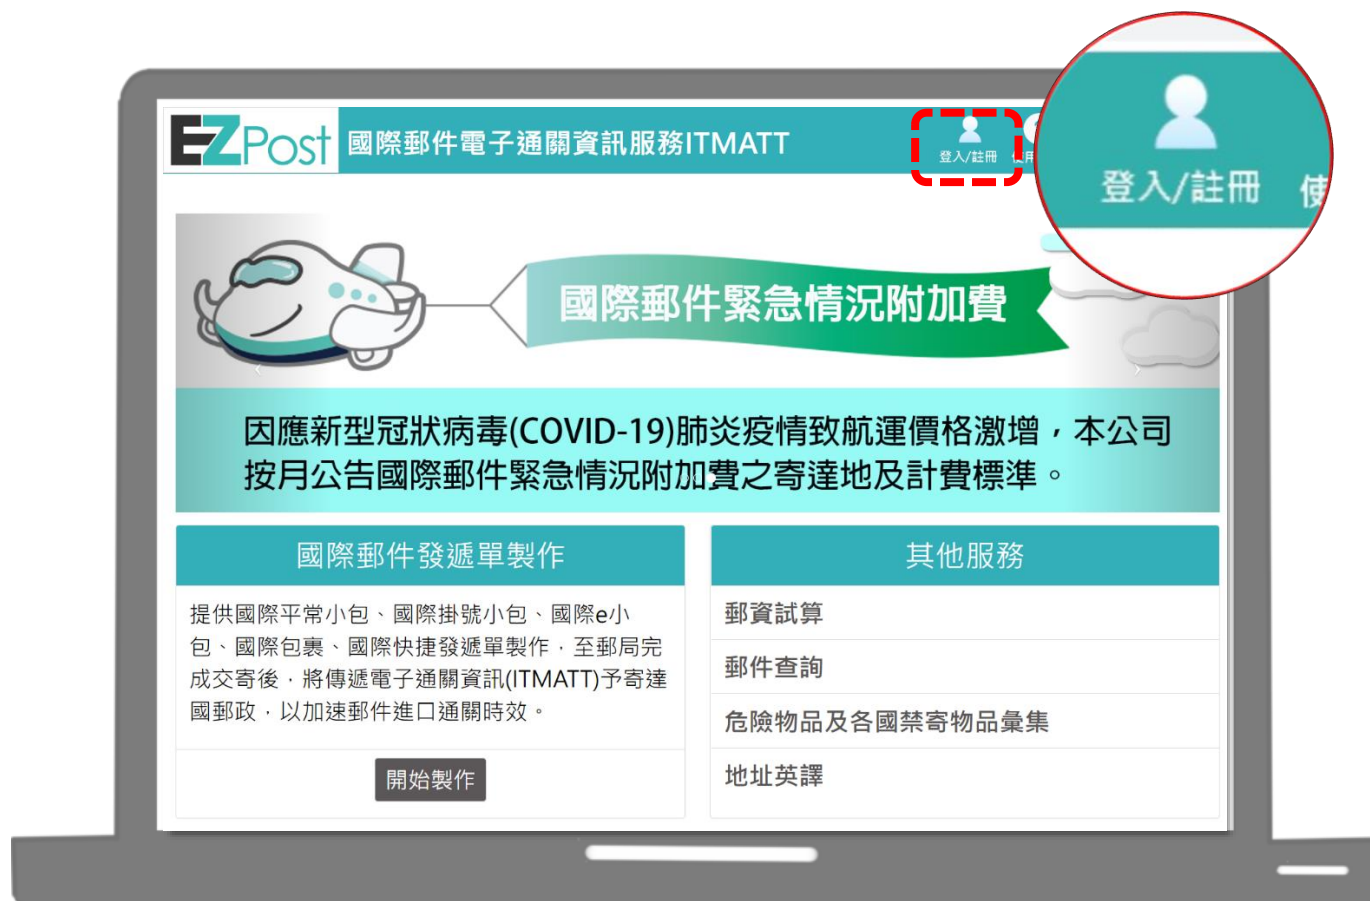 EZPost 國際郵件電子通關資訊服務ITMATT
登入/註冊
登入/註冊 使
國際郵件緊急情況附加費
因應新型冠狀病毒(COVID-19)肺炎疫情致航運價格激增，本公司
按月公告國際郵件緊急情況附加費之寄達地及計費標準。
國際郵件發遞單製作
提供國際平常小包、國際掛號小包、國際e小
包、國際包裹、國際快捷發遞單製作，至郵局完
成交寄後，將傳遞電子通關資訊(ITMATT)予寄達
國郵政，以加速郵件進口通關時效。
開始製作
其他服務
郵資試算
郵件查詢
危險物品及各國禁寄物品彙集
地址英譯